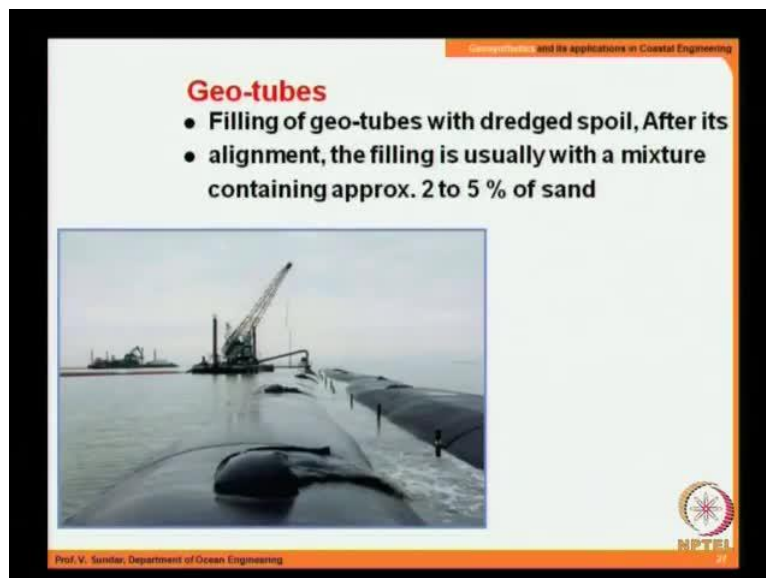 Geosynthetics and its applications in Coastal Engineering
Geo-tubes
● Filling of geo-tubes with dredged spoil, After its
● alignment, the filling is usually with a mixture
containing approx. 2 to 5 % of sand
NPTEL
Prof. V. Sundar, Department of Ocean Engineering
27